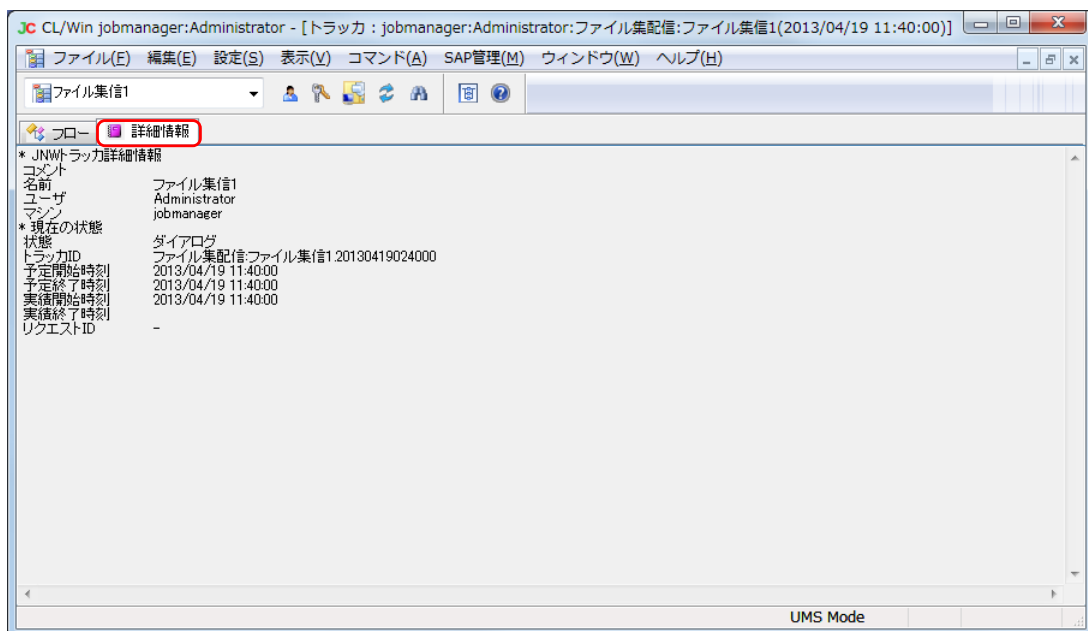 JC CL/Win jobmanager:Administrator - [トラッカ : jobmanager:Administrator:ファイル集配信:ファイル集信1(2013/04/19 11:40:00)]
ファイル(F) 編集(E) 設定(S) 表示(V) コマンド(A) SAP管理(M) ウィンドウ(W) ヘルプ(H)
ファイル集信1
フロー 詳細情報
* JNWトラッカ詳細情報
コメント
名前 ファイル集信1
ユーザ Administrator
マシン jobmanager
* 現在の状態
状態 ダイアログ
トラッカID ファイル集配信:ファイル集信1.20130419024000
予定開始時刻 2013/04/19 11:40:00
予定終了時刻 2013/04/19 11:40:00
実績開始時刻 2013/04/19 11:40:00
実績終了時刻
リクエストID -
UMS Mode